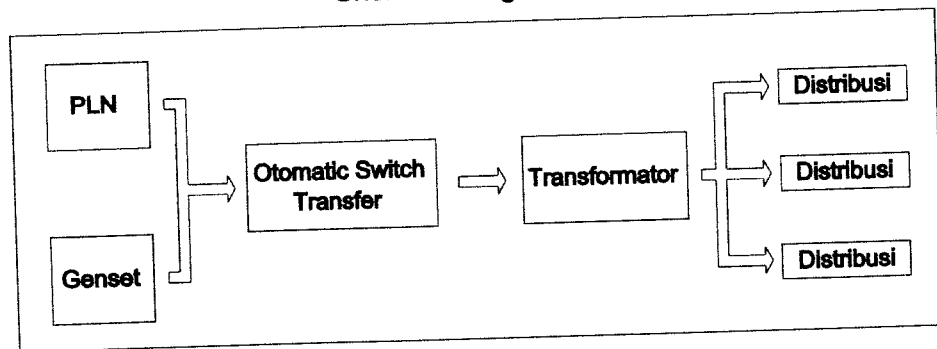 PLN
Genset
Otomatic Switch
Transfer
Transformator
Distribusi
Distribusi
Distribusi